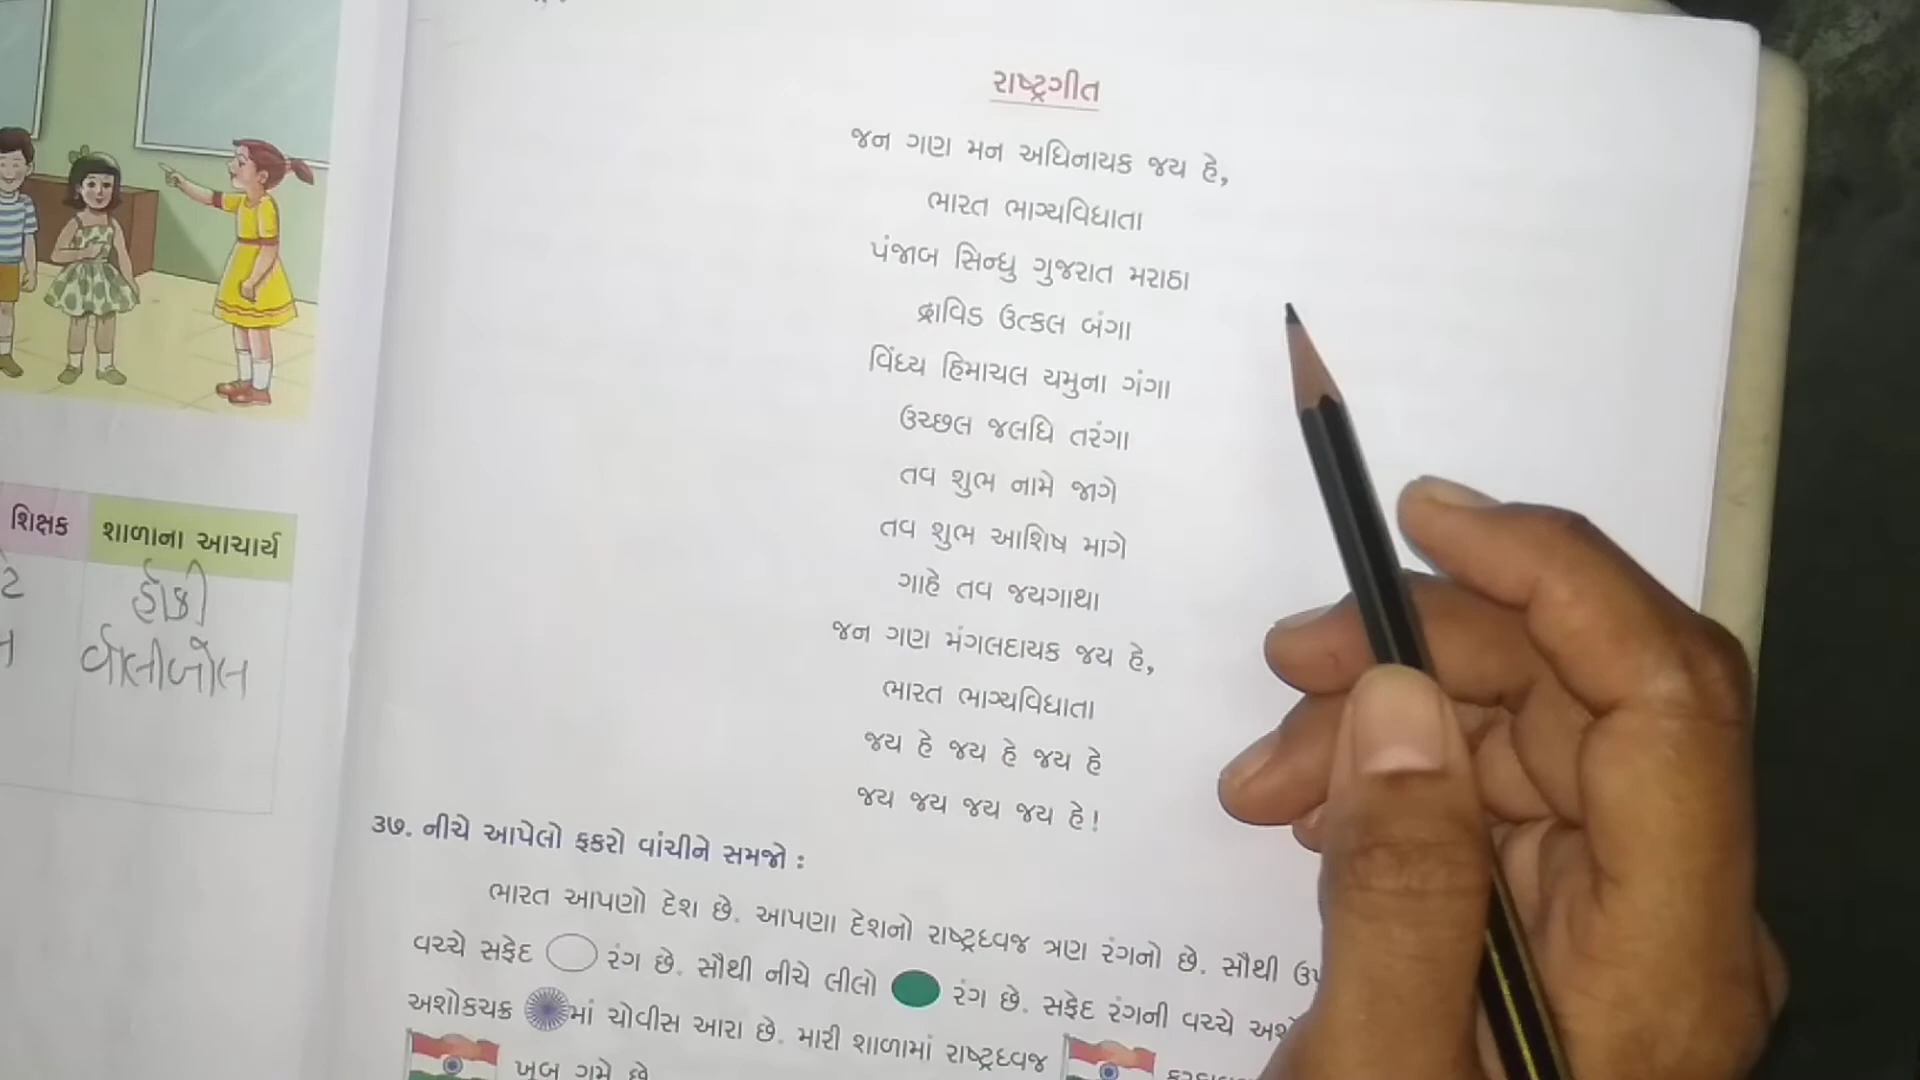 શિક્ષક શાળાના આચાર્ય
હૉકી
વૉલીબોલ
રાષ્ટ્રગીત
જન ગણ મન અધિનાયક જય હે,
ભારત ભાગ્યવિધાતા
પંજાબ સિન્ધુ ગુજરાત મરાઠા
દ્રાવિડ ઉત્કલ બંગા
વિંધ્ય હિમાચલ યમુના ગંગા
ઉચ્છલ જલધિ તરંગા
તવ શુભ નામે જાગે
તવ શુભ આશિષ માગે
ગાહે તવ જયગાથા
જન ગણ મંગલદાયક જય હે,
ભારત ભાગ્યવિધાતા
જય હે જય હે જય હે
જય જય જય જય હે!
૩૭. નીચે આપેલો ફકરો વાંચીને સમજો :
ભારત આપણો દેશ છે. આપણા દેશનો રાષ્ટ્રધ્વજ ત્રણ રંગનો છે. સૌથી
વચ્ચે સફેદ રંગ છે. સૌથી નીચે લીલો રંગ છે. સફેદ રંગની વચ્ચે
અશોકચક્ર માં ચોવીસ આરા છે. મારી શાળામાં રાષ્ટ્રધ્વજ
ખૂબ ગમે છે